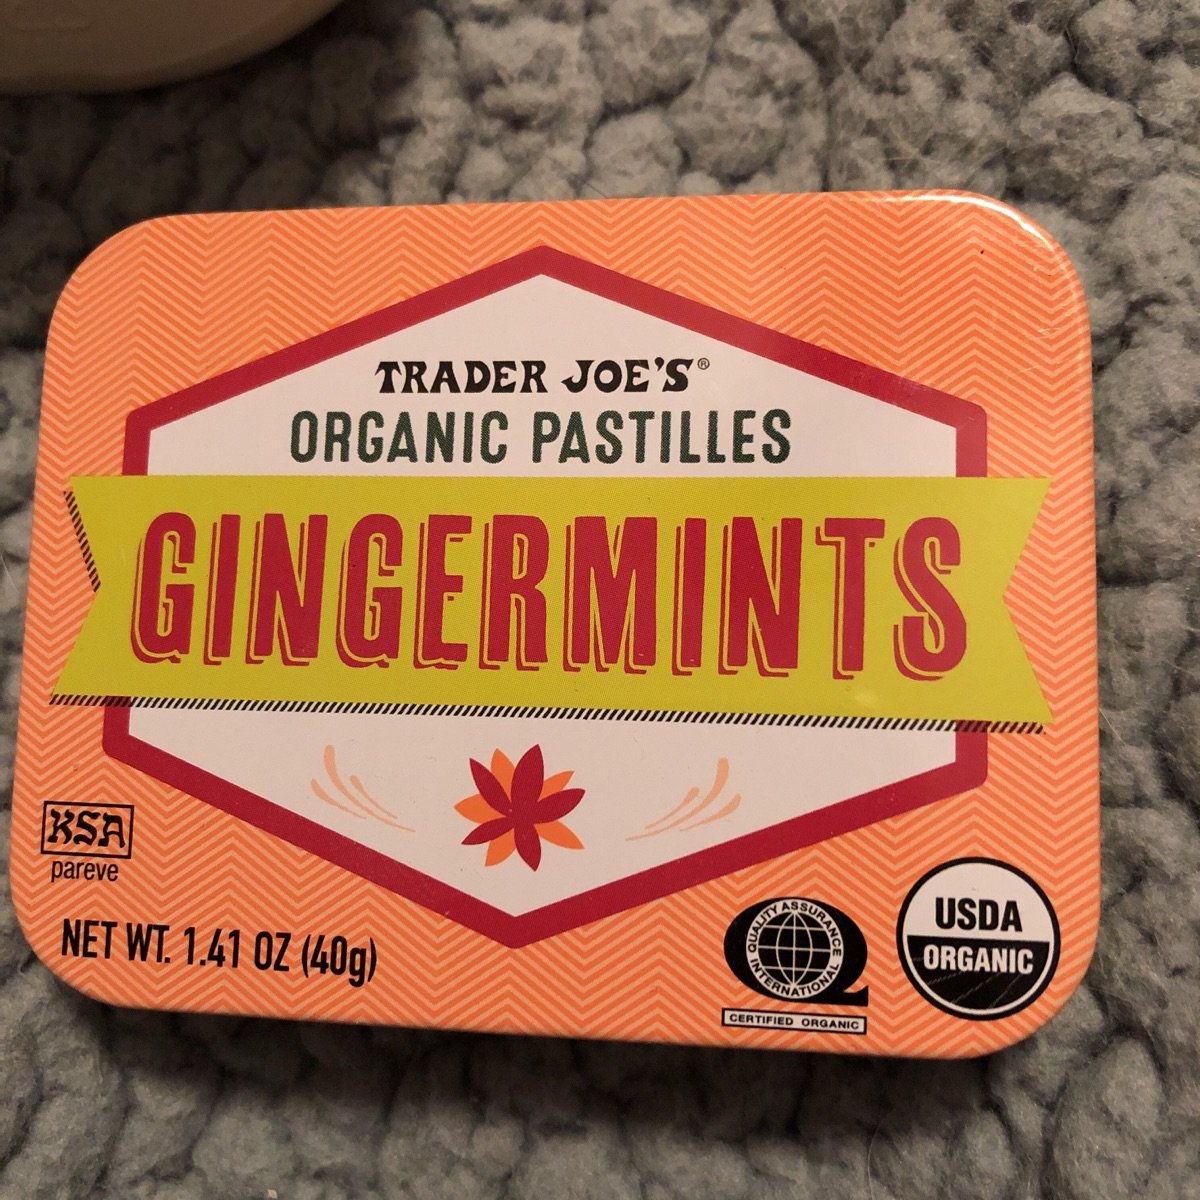 TRADER JOE'S®
ORGANIC PASTILLES
GINGERMINTS
KSA
pareve
NET WT. 1.41 OZ (40g)
QUALITY ASSURANCE
INTERNATIONAL
CERTIFIED ORGANIC
USDA
ORGANIC